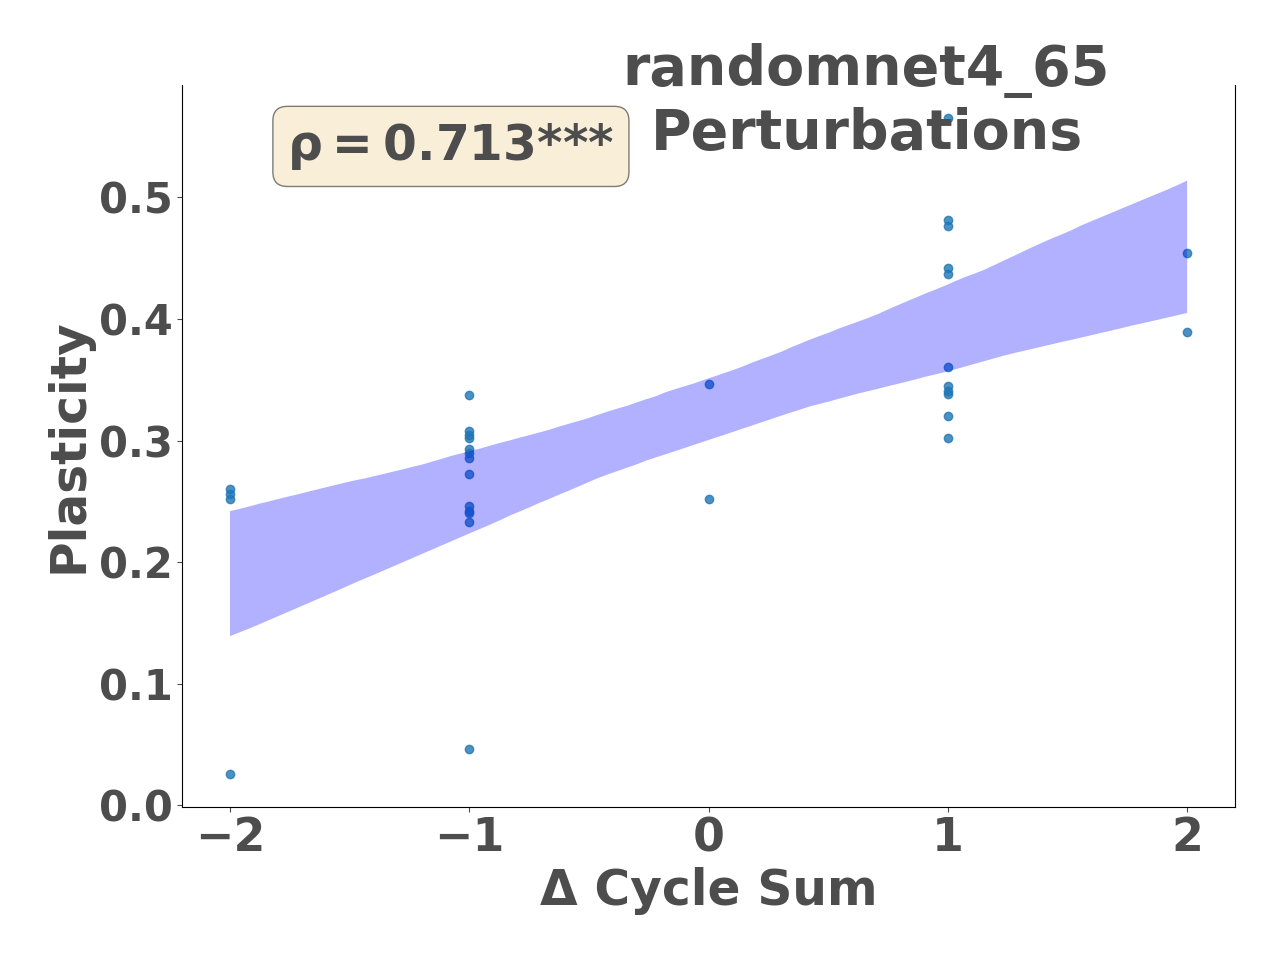 randomnet4_65
Perturbations
ρ = 0.713***
Plasticity
0.5
0.4
0.3
0.2
0.1
0.0
−2 −1 0 1 2
Δ Cycle Sum